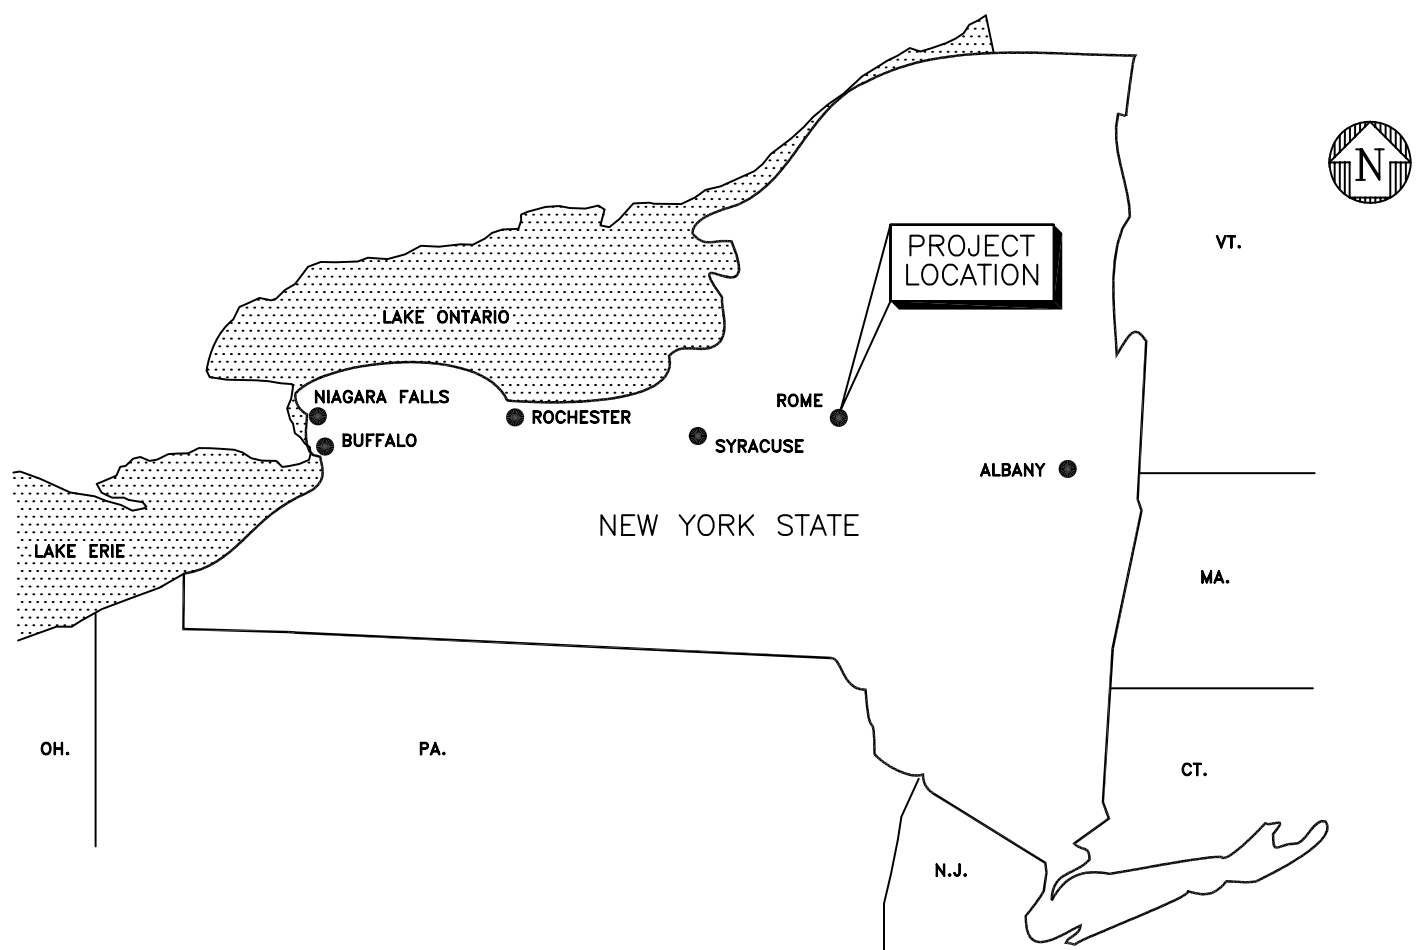 N
VT.
PROJECT
LOCATION
LAKE ONTARIO
NIAGARA FALLS
ROME
ROCHESTER
BUFFALO
SYRACUSE
ALBANY
NEW YORK STATE
LAKE ERIE
MA.
OH.
PA.
CT.
N.J.